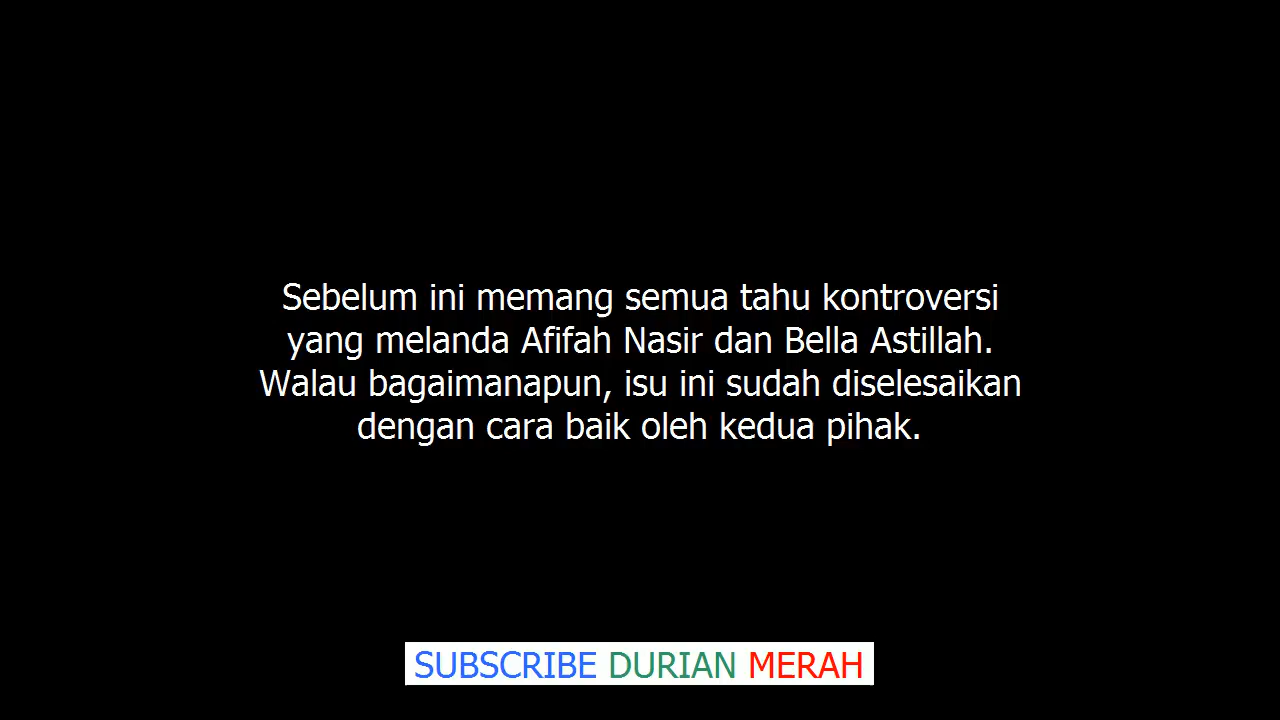 Sebelum ini memang semua tahu kontroversi
yang melanda Afifah Nasir dan Bella Astillah.
Walau bagaimanapun, isu ini sudah diselesaikan
dengan cara baik oleh kedua pihak.
SUBSCRIBE DURIAN MERAH